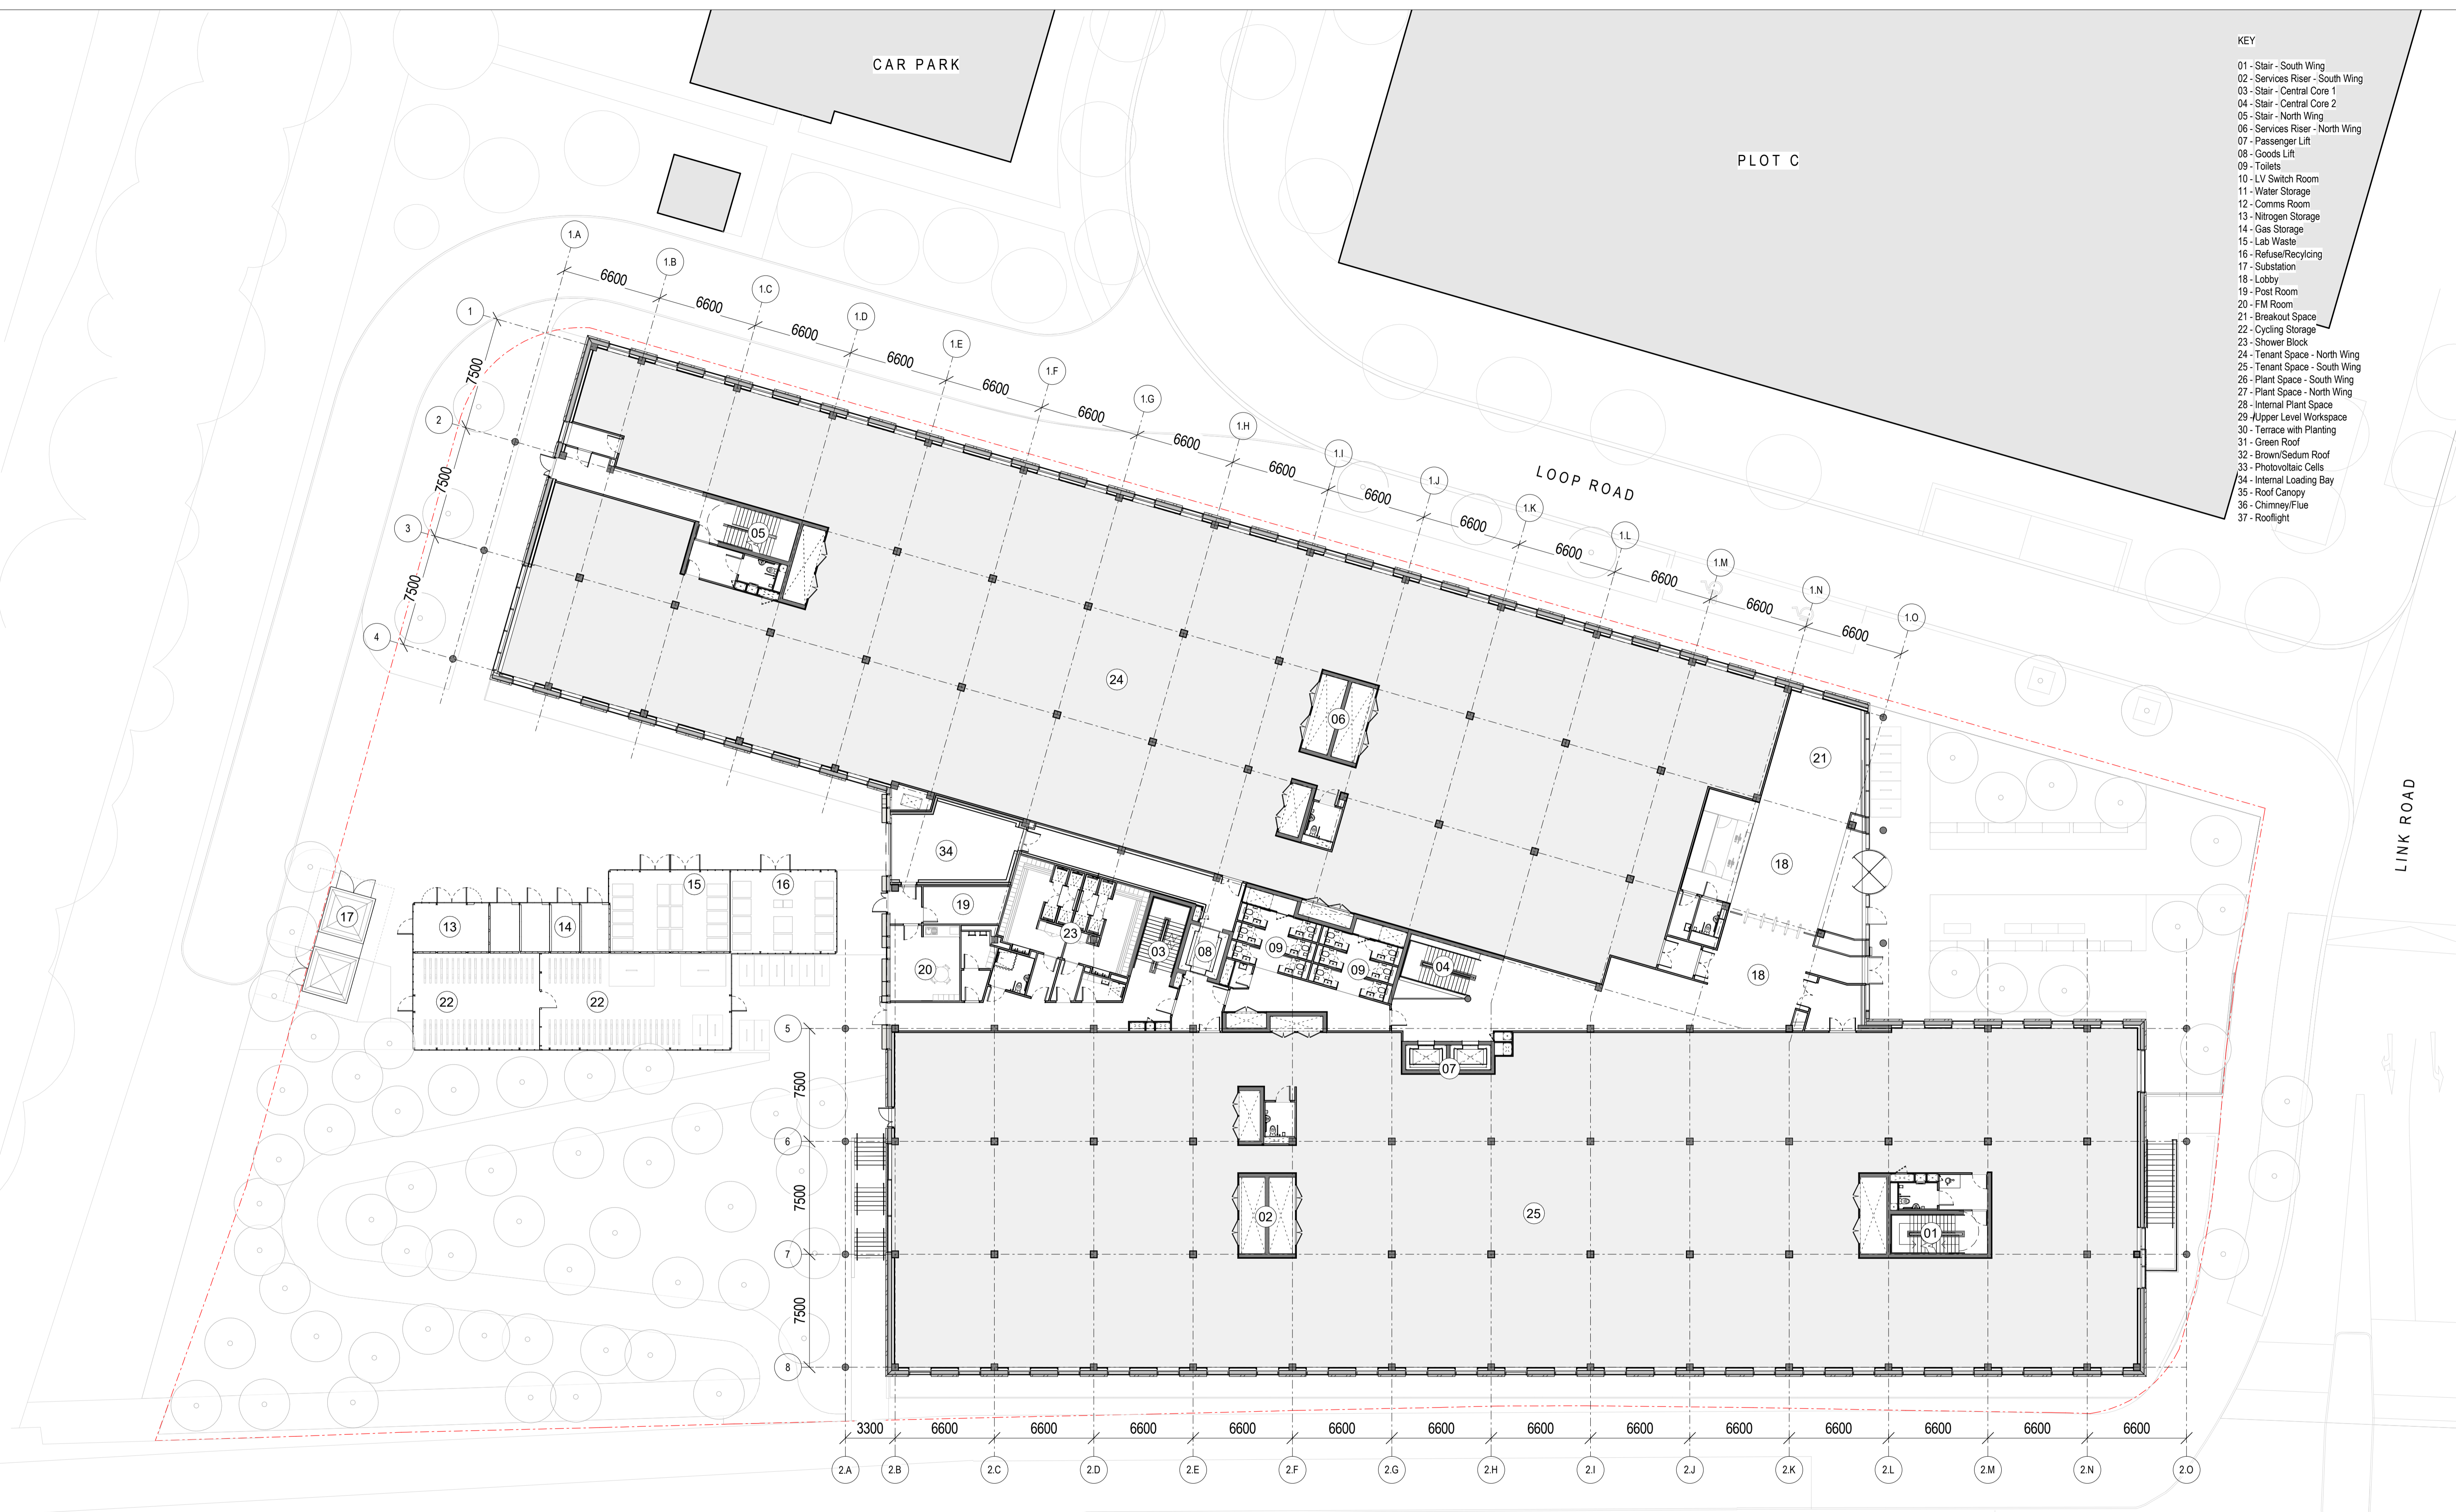 CAR PARK
PLOT C
KEY
01 - Stair - South Wing
02 - Services Riser - South Wing
03 - Stair - Central Core 1
04 - Stair - Central Core 2
05 - Stair - North Wing
06 - Services Riser - North Wing
07 - Passenger Lift
08 - Goods Lift
09 - Toilets
10 - LV Switch Room
11 - Water Storage
12 - Comms Room
13 - Nitrogen Storage
14 - Gas Storage
15 - Lab Waste
16 - Refuse/Recylcing
17 - Substation
18 - Lobby
19 - Post Room
20 - FM Room
21 - Breakout Space
22 - Cycling Storage
23 - Shower Block
24 - Tenant Space - North Wing
25 - Tenant Space - South Wing
26 - Plant Space - South Wing
27 - Plant Space - North Wing
28 - Internal Plant Space
29 - Upper Level Workspace
30 - Terrace with Planting
31 - Green Roof
32 - Brown/Sedum Roof
33 - Photovoltaic Cells
34 - Internal Loading Bay
35 - Roof Canopy
36 - Chimney/Flue
37 - Rooflight
1.A
1.B
1.C
1.D
1.E
1.F
1.G
1.H
1.I
1.J
1.K
1.L
1.M
1.N
1.O
6600
6600
6600
6600
6600
6600
6600
6600
6600
6600
6600
6600
6600
6600
1
2
3
4
7500
7500
7500
LOOP ROAD
LINK ROAD
05
24
06
21
18
34
15
16
17
13
14
19
23
03
08
09
09
04
18
20
22
22
07
02
25
01
5
6
7
8
7500
7500
7500
3300
6600
6600
6600
6600
6600
6600
6600
6600
6600
6600
6600
6600
6600
2.A
2.B
2.C
2.D
2.E
2.F
2.G
2.H
2.I
2.J
2.K
2.L
2.M
2.N
2.O